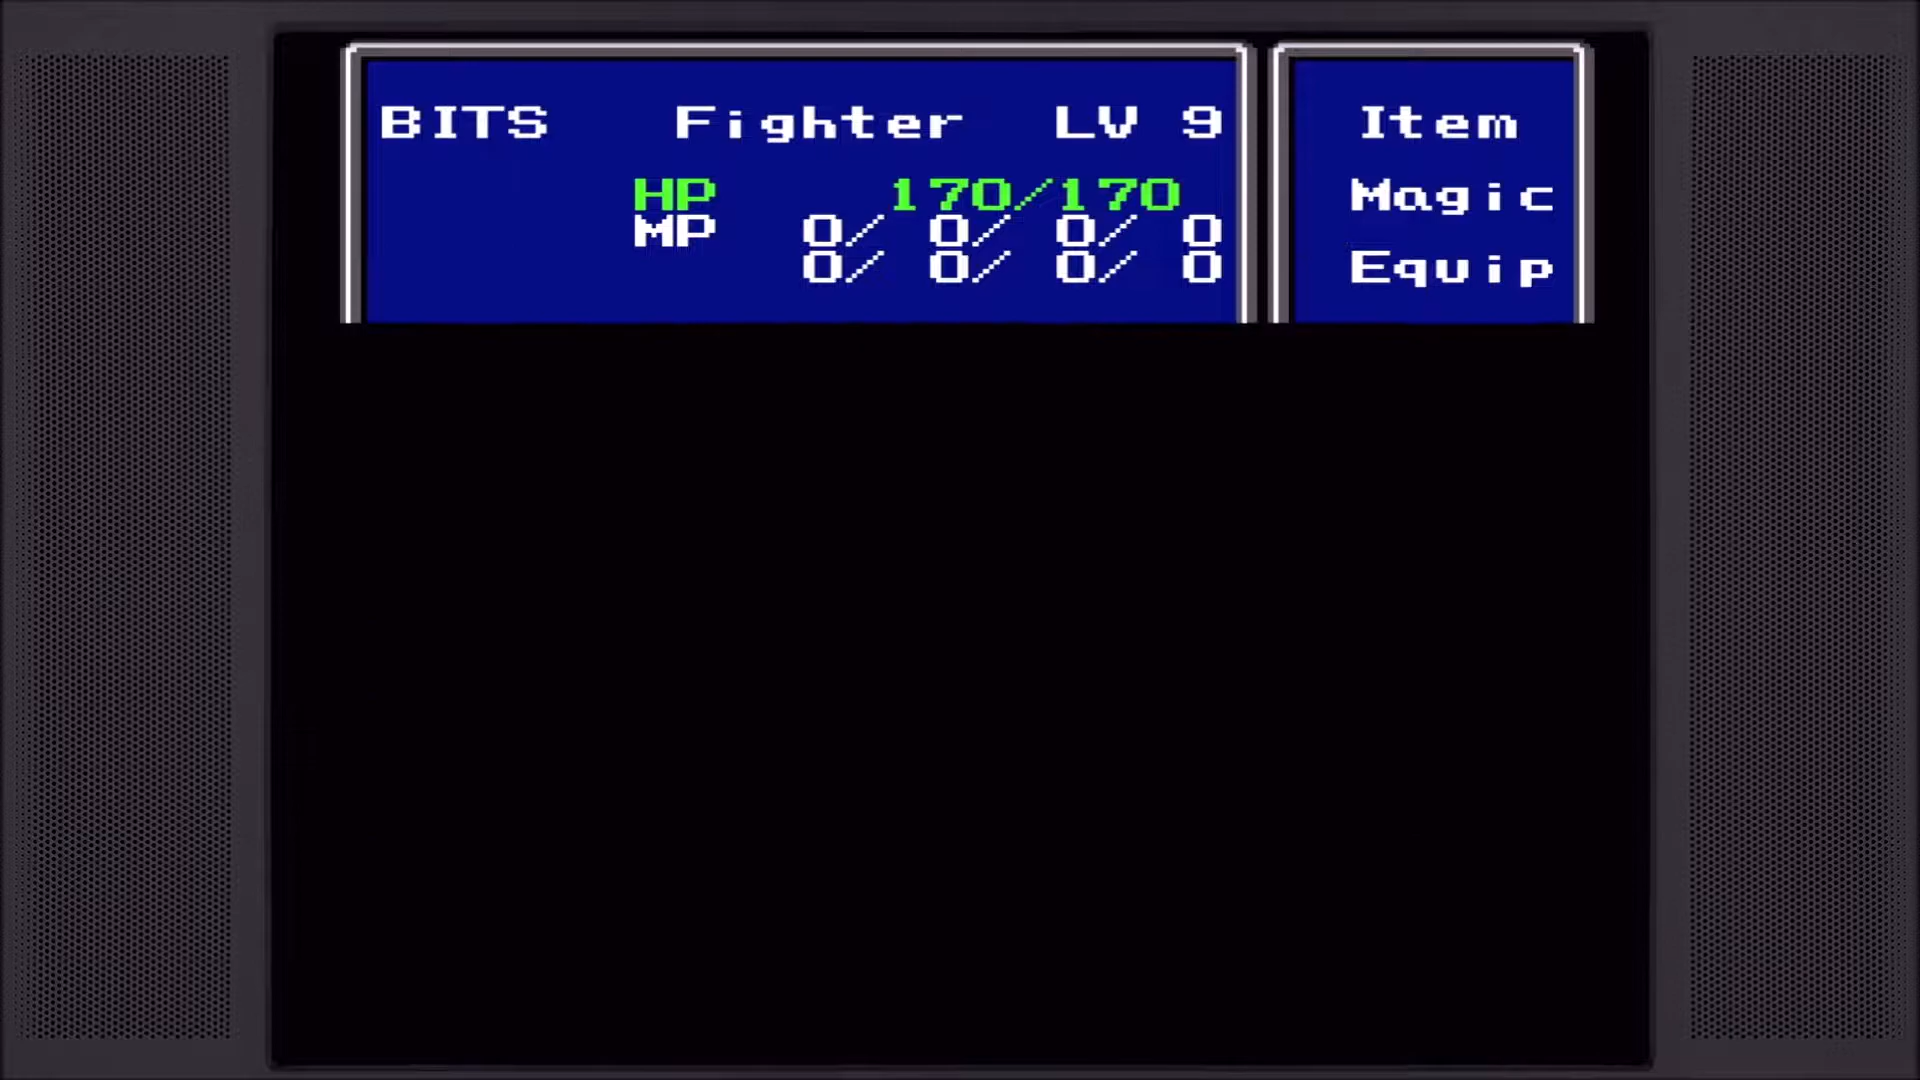 BITS Fighter LV 9
HP 170/170
MP 0/ 0/ 0/ 0
0/ 0/ 0/ 0
Item
Magic
Equip